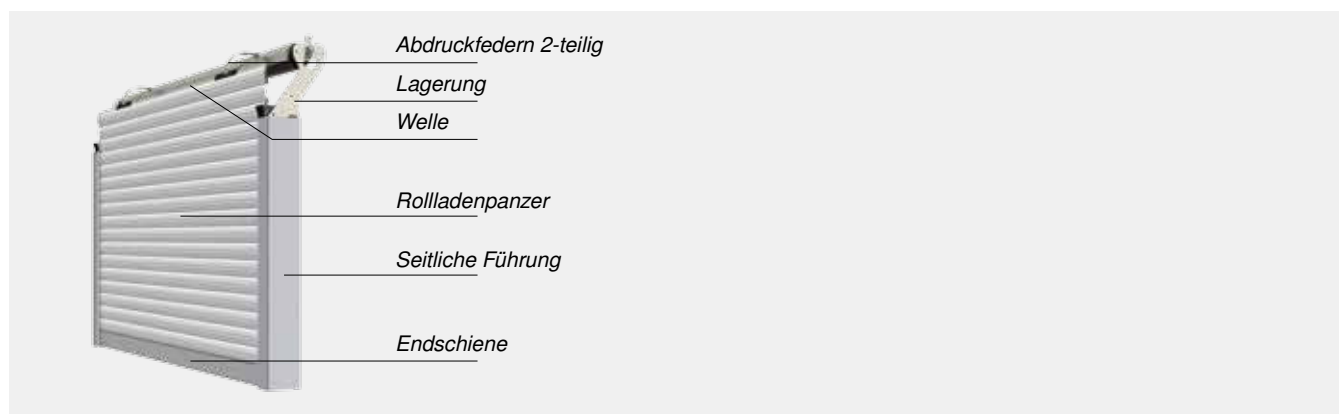 Abdruckfedern 2-teilig
Lagerung
Welle
Rollladenpanzer
Seitliche Führung
Endschiene